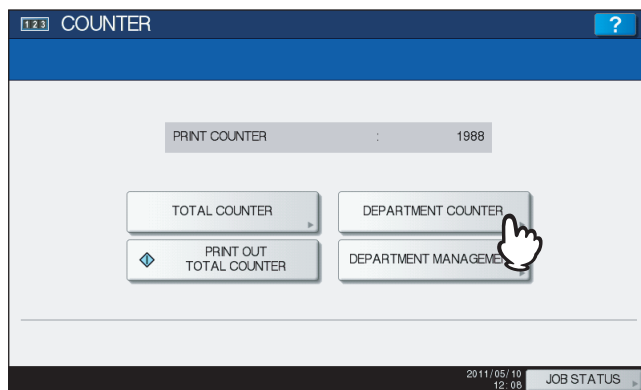 123 COUNTER ?
PRINT COUNTER : 1988
TOTAL COUNTER
DEPARTMENT COUNTER
PRINT OUT
TOTAL COUNTER
DEPARTMENT MANAGEME
2011/05/10
12:08
JOB STATUS